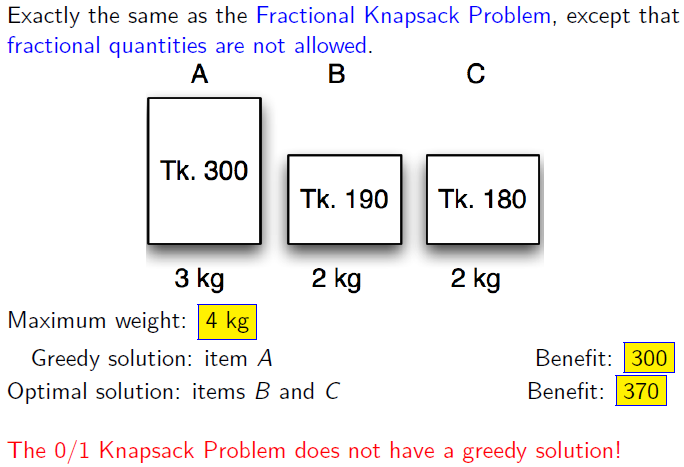 Exactly the same as the Fractional Knapsack Problem, except that
fractional quantities are not allowed.
A B C
Tk. 300
Tk. 190 Tk. 180
3 kg 2 kg 2 kg
Maximum weight: 4 kg
Greedy solution: item A Benefit: 300
Optimal solution: items B and C Benefit: 370
The 0/1 Knapsack Problem does not have a greedy solution!